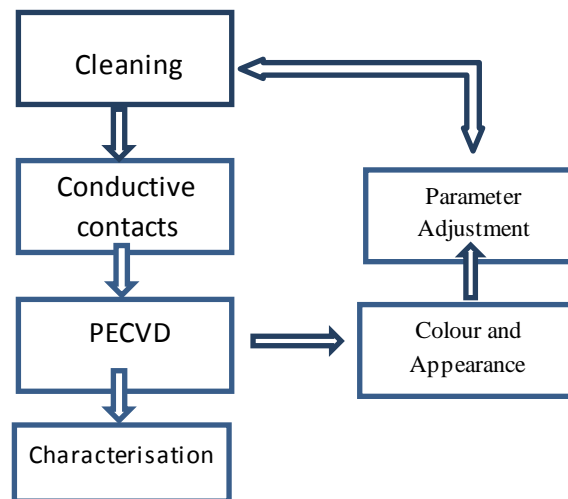 Cleaning
Conductive
contacts
PECVD
Characterisation
Parameter
Adjustment
Colour and
Appearance